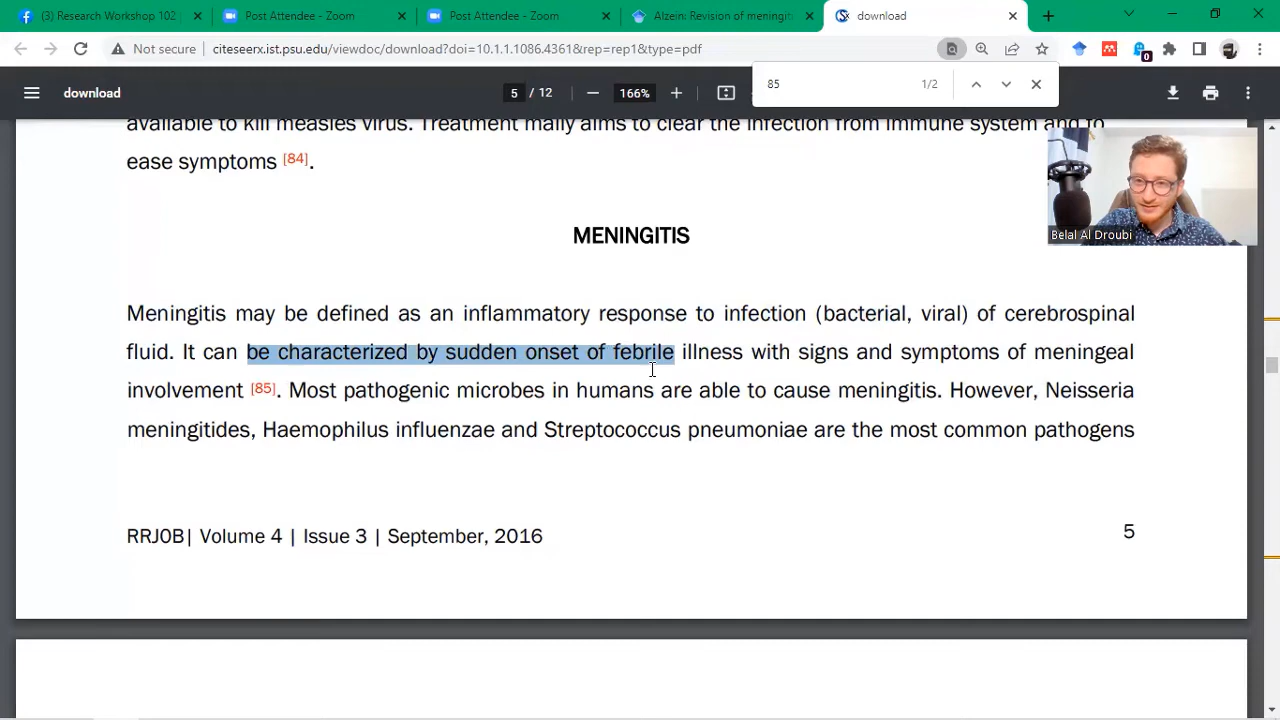 (3) Research Workshop 102
Post Attendee - Zoom
Post Attendee - Zoom
Alzein: Revision of meningit
download
Not secure
citeseerx.ist.psu.edu/viewdoc/download?doi=10.1.1.1086.4361&rep=rep1&type=pdf
0
85
1/2
download
5 / 12
166%
available to kill measles virus. Treatment mally aims to clear the infection from immune system and to
ease symptoms [84].
Belal Al Droubi
MENINGITIS
Meningitis may be defined as an inflammatory response to infection (bacterial, viral) of cerebrospinal
fluid. It can be characterized by sudden onset of febrile illness with signs and symptoms of meningeal
involvement [85]. Most pathogenic microbes in humans are able to cause meningitis. However, Neisseria
meningitides, Haemophilus influenzae and Streptococcus pneumoniae are the most common pathogens
RRJOB| Volume 4 | Issue 3 | September, 2016
5